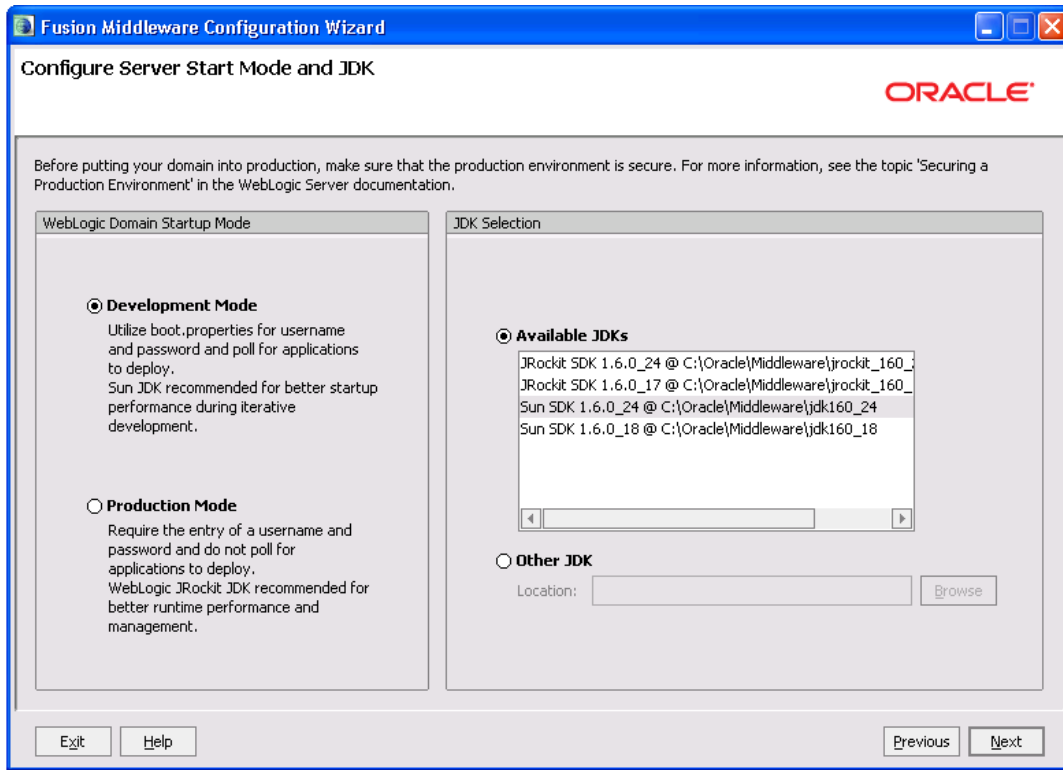 Fusion Middleware Configuration Wizard
Configure Server Start Mode and JDK
ORACLE
Before putting your domain into production, make sure that the production environment is secure. For more information, see the topic 'Securing a
Production Environment' in the WebLogic Server documentation.
WebLogic Domain Startup Mode
Development Mode
Utilize boot.properties for username
and password and poll for applications
to deploy.
Sun JDK recommended for better startup
performance during iterative
development.
Production Mode
Require the entry of a username and
password and do not poll for
applications to deploy.
WebLogic JRockit JDK recommended for
better runtime performance and
management.
JDK Selection
Available JDKs
JRockit SDK 1.6.0_24 @ C:\Oracle\Middleware\jrockit_160_2
JRockit SDK 1.6.0_17 @ C:\Oracle\Middleware\jrockit_160_
Sun SDK 1.6.0_24 @ C:\Oracle\Middleware\jdk160_24
Sun SDK 1.6.0_18 @ C:\Oracle\Middleware\jdk160_18
Other JDK
Location:
Browse
Exit
Help
Previous
Next